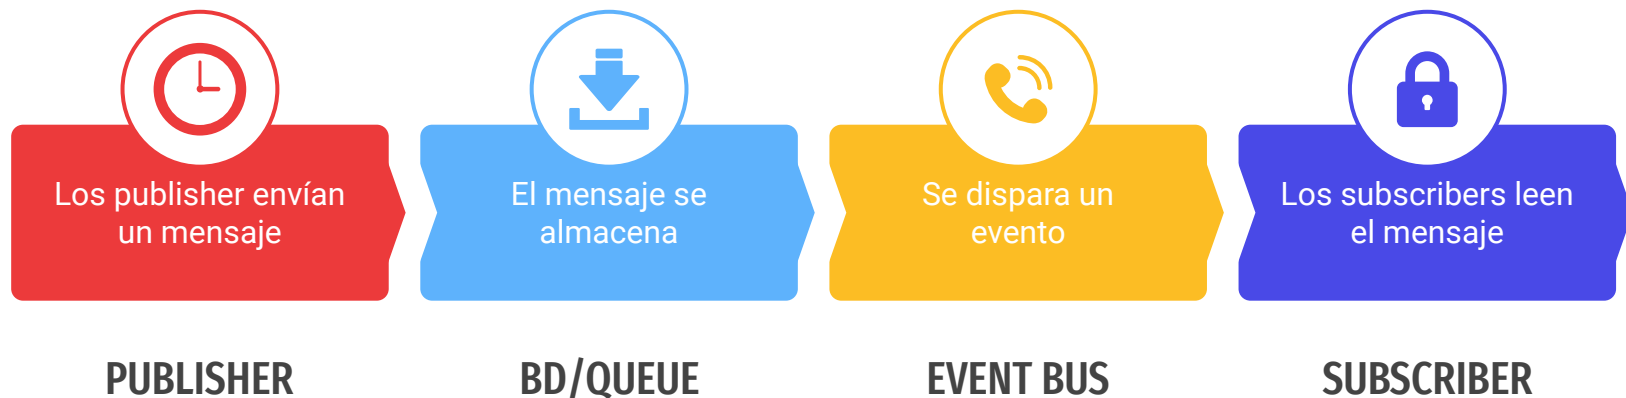 Los publisher envían
un mensaje
El mensaje se
almacena
Se dispara un
evento
Los subscribers leen
el mensaje
PUBLISHER
BD/QUEUE
EVENT BUS
SUBSCRIBER